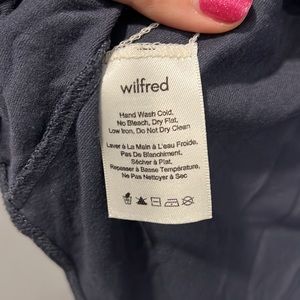 wilfred
Hand Wash Cold,
No Bleach, Dry Flat,
Low Iron, Do Not Dry Clean
Laver à La Main à L'eau Froide,
Pas De Blanchiment,
Sécher à Plat,
Repasser à Basse Température,
Ne Pas Nettoyer à Sec